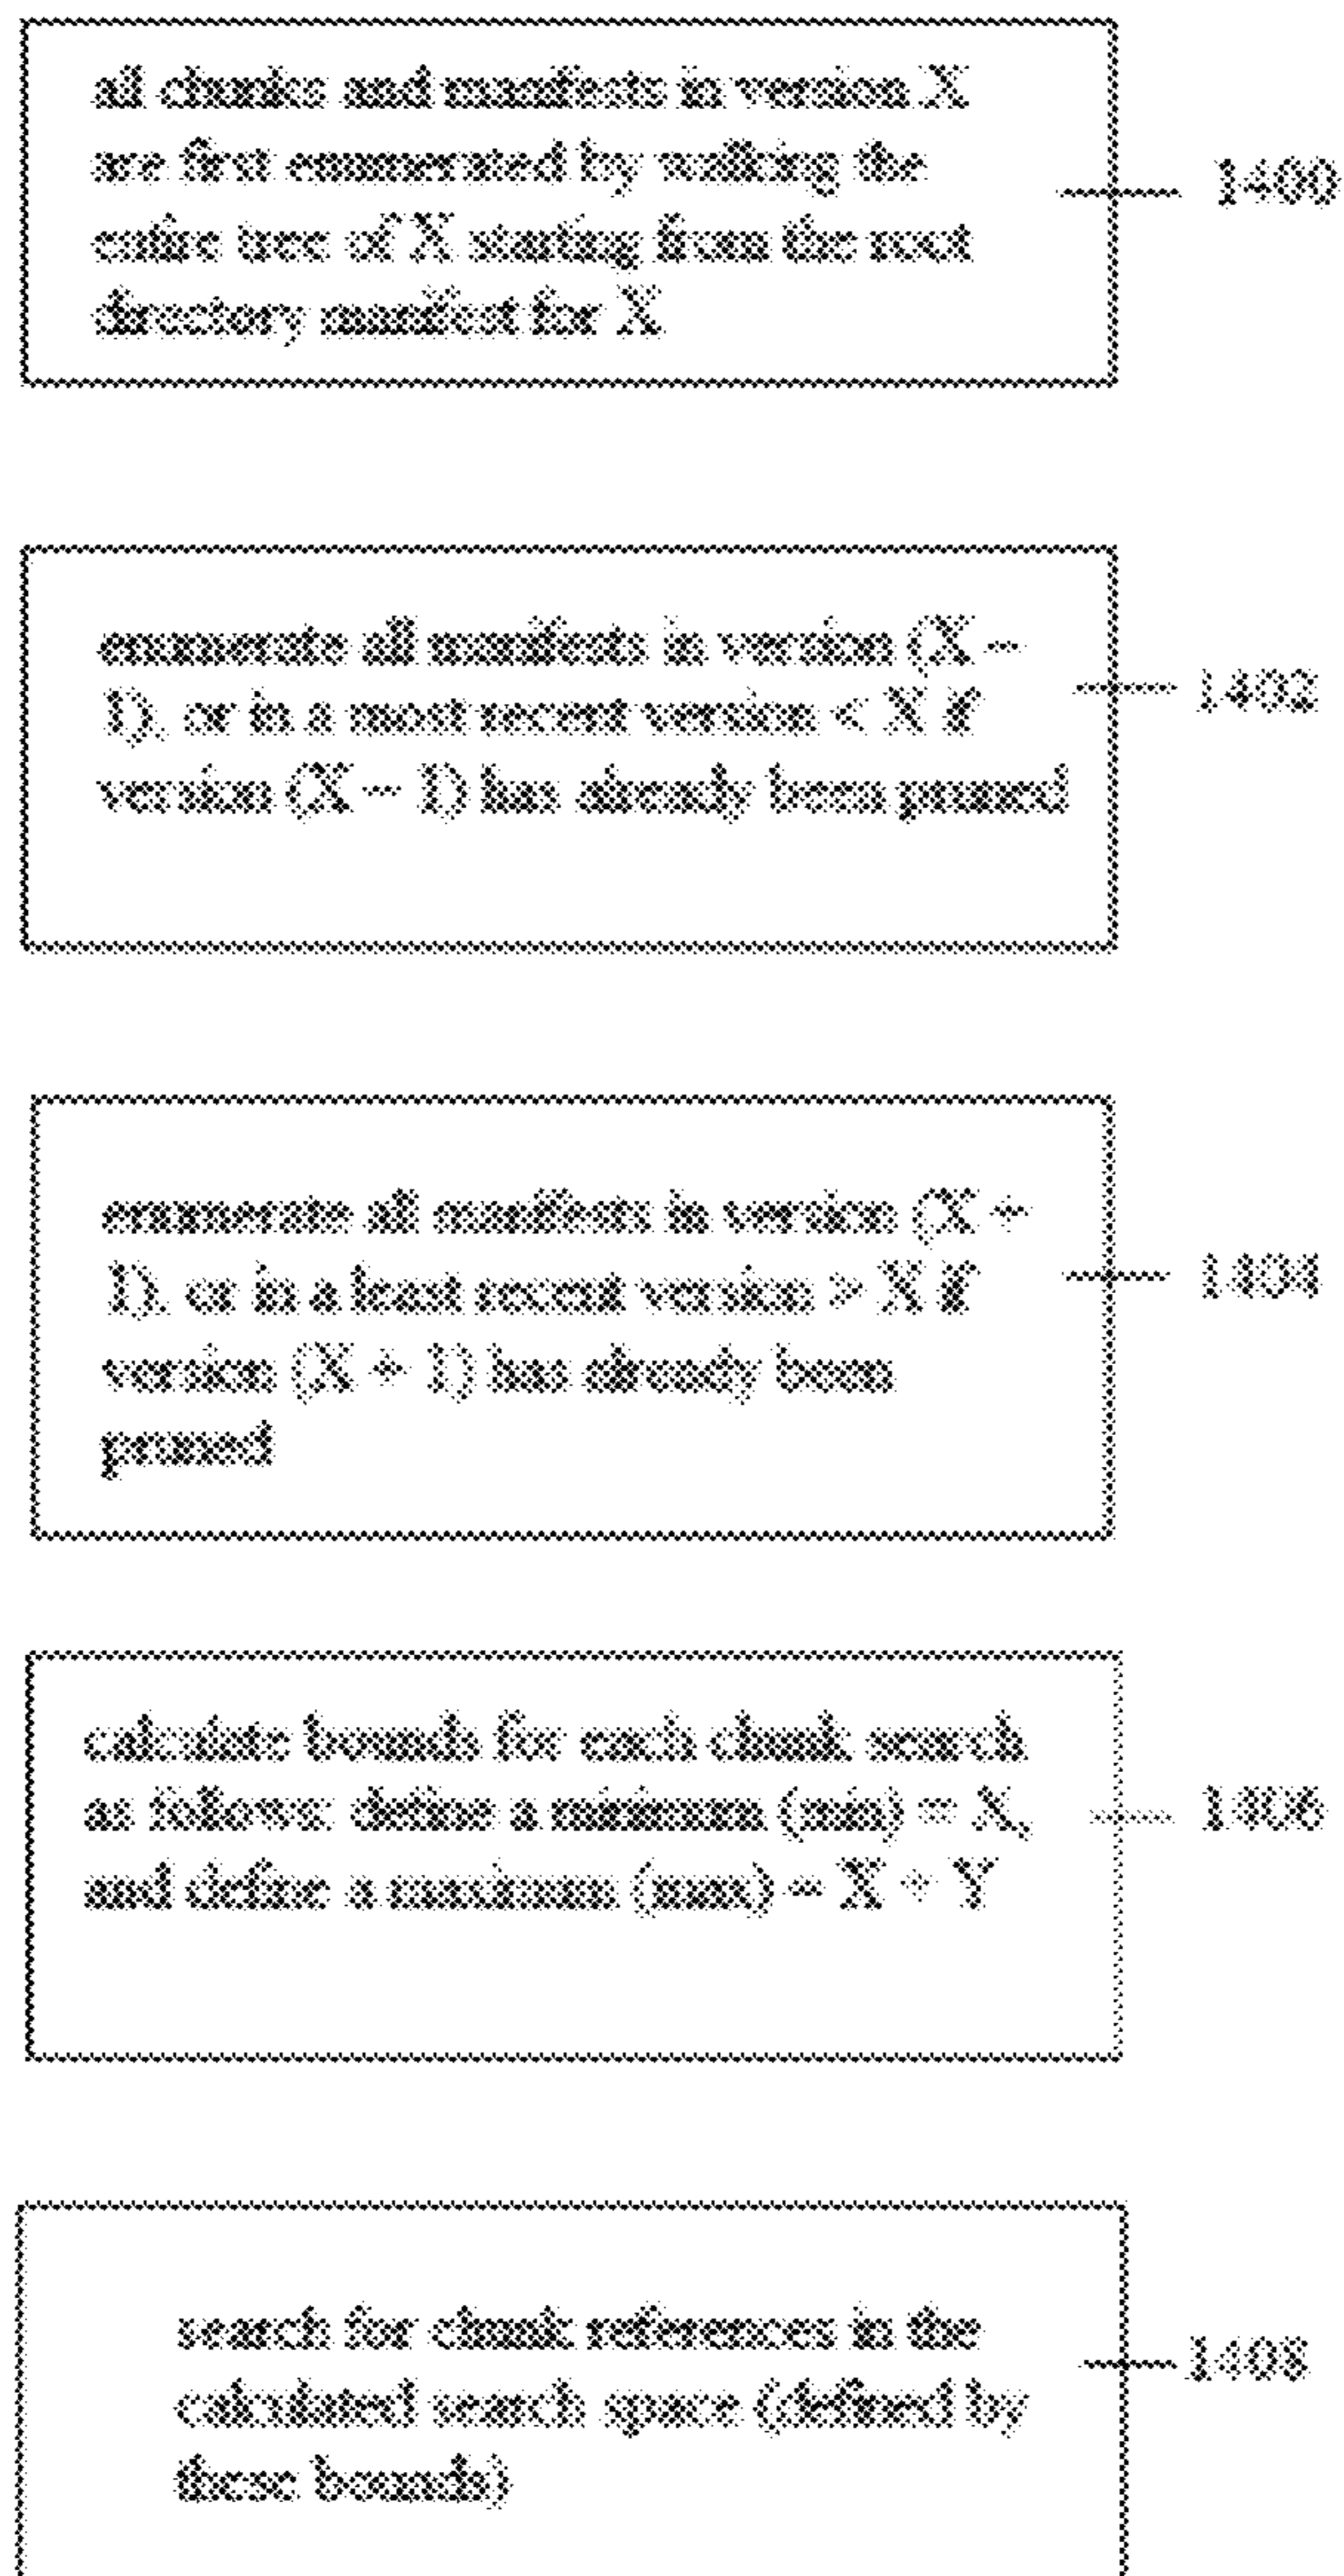 all chunks and manifests in version X
are first enumerated by walking the
1400
entire tree of X starting from the root
directory manifest for X
enumerate all manifests in version (X –
1402
1), or in a most recent version < X if
version (X – 1) has already been pruned
enumerate all manifests in version (X +
1), or in a least recent version > X if
1404
version (X + 1) has already been
pruned
calculate bounds for each chunk search
as follows: define a minimum (min) = X,
1406
and define a maximum (max) = X + Y
search for chunk references in the
1408
calculated search space (defined by
these bounds)